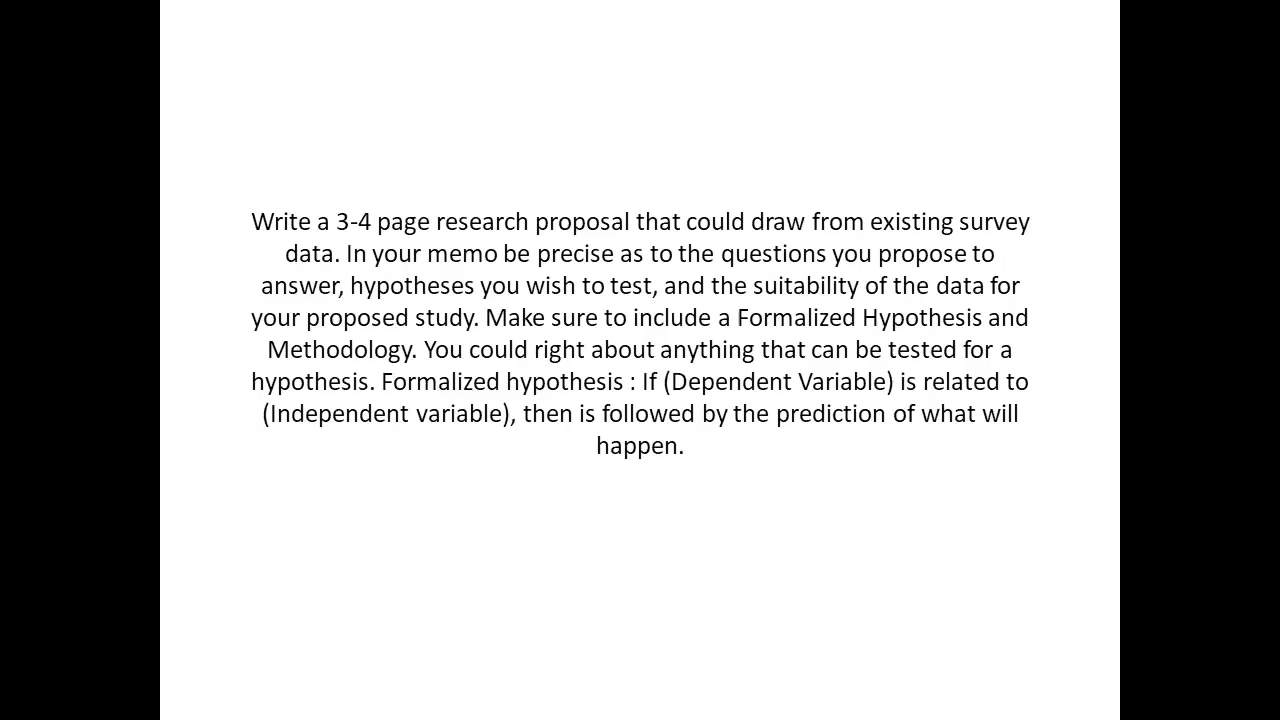 Write a 3-4 page research proposal that could draw from existing survey
data. In your memo be precise as to the questions you propose to
answer, hypotheses you wish to test, and the suitability of the data for
your proposed study. Make sure to include a Formalized Hypothesis and
Methodology. You could right about anything that can be tested for a
hypothesis. Formalized hypothesis : If (Dependent Variable) is related to
(Independent variable), then is followed by the prediction of what will
happen.